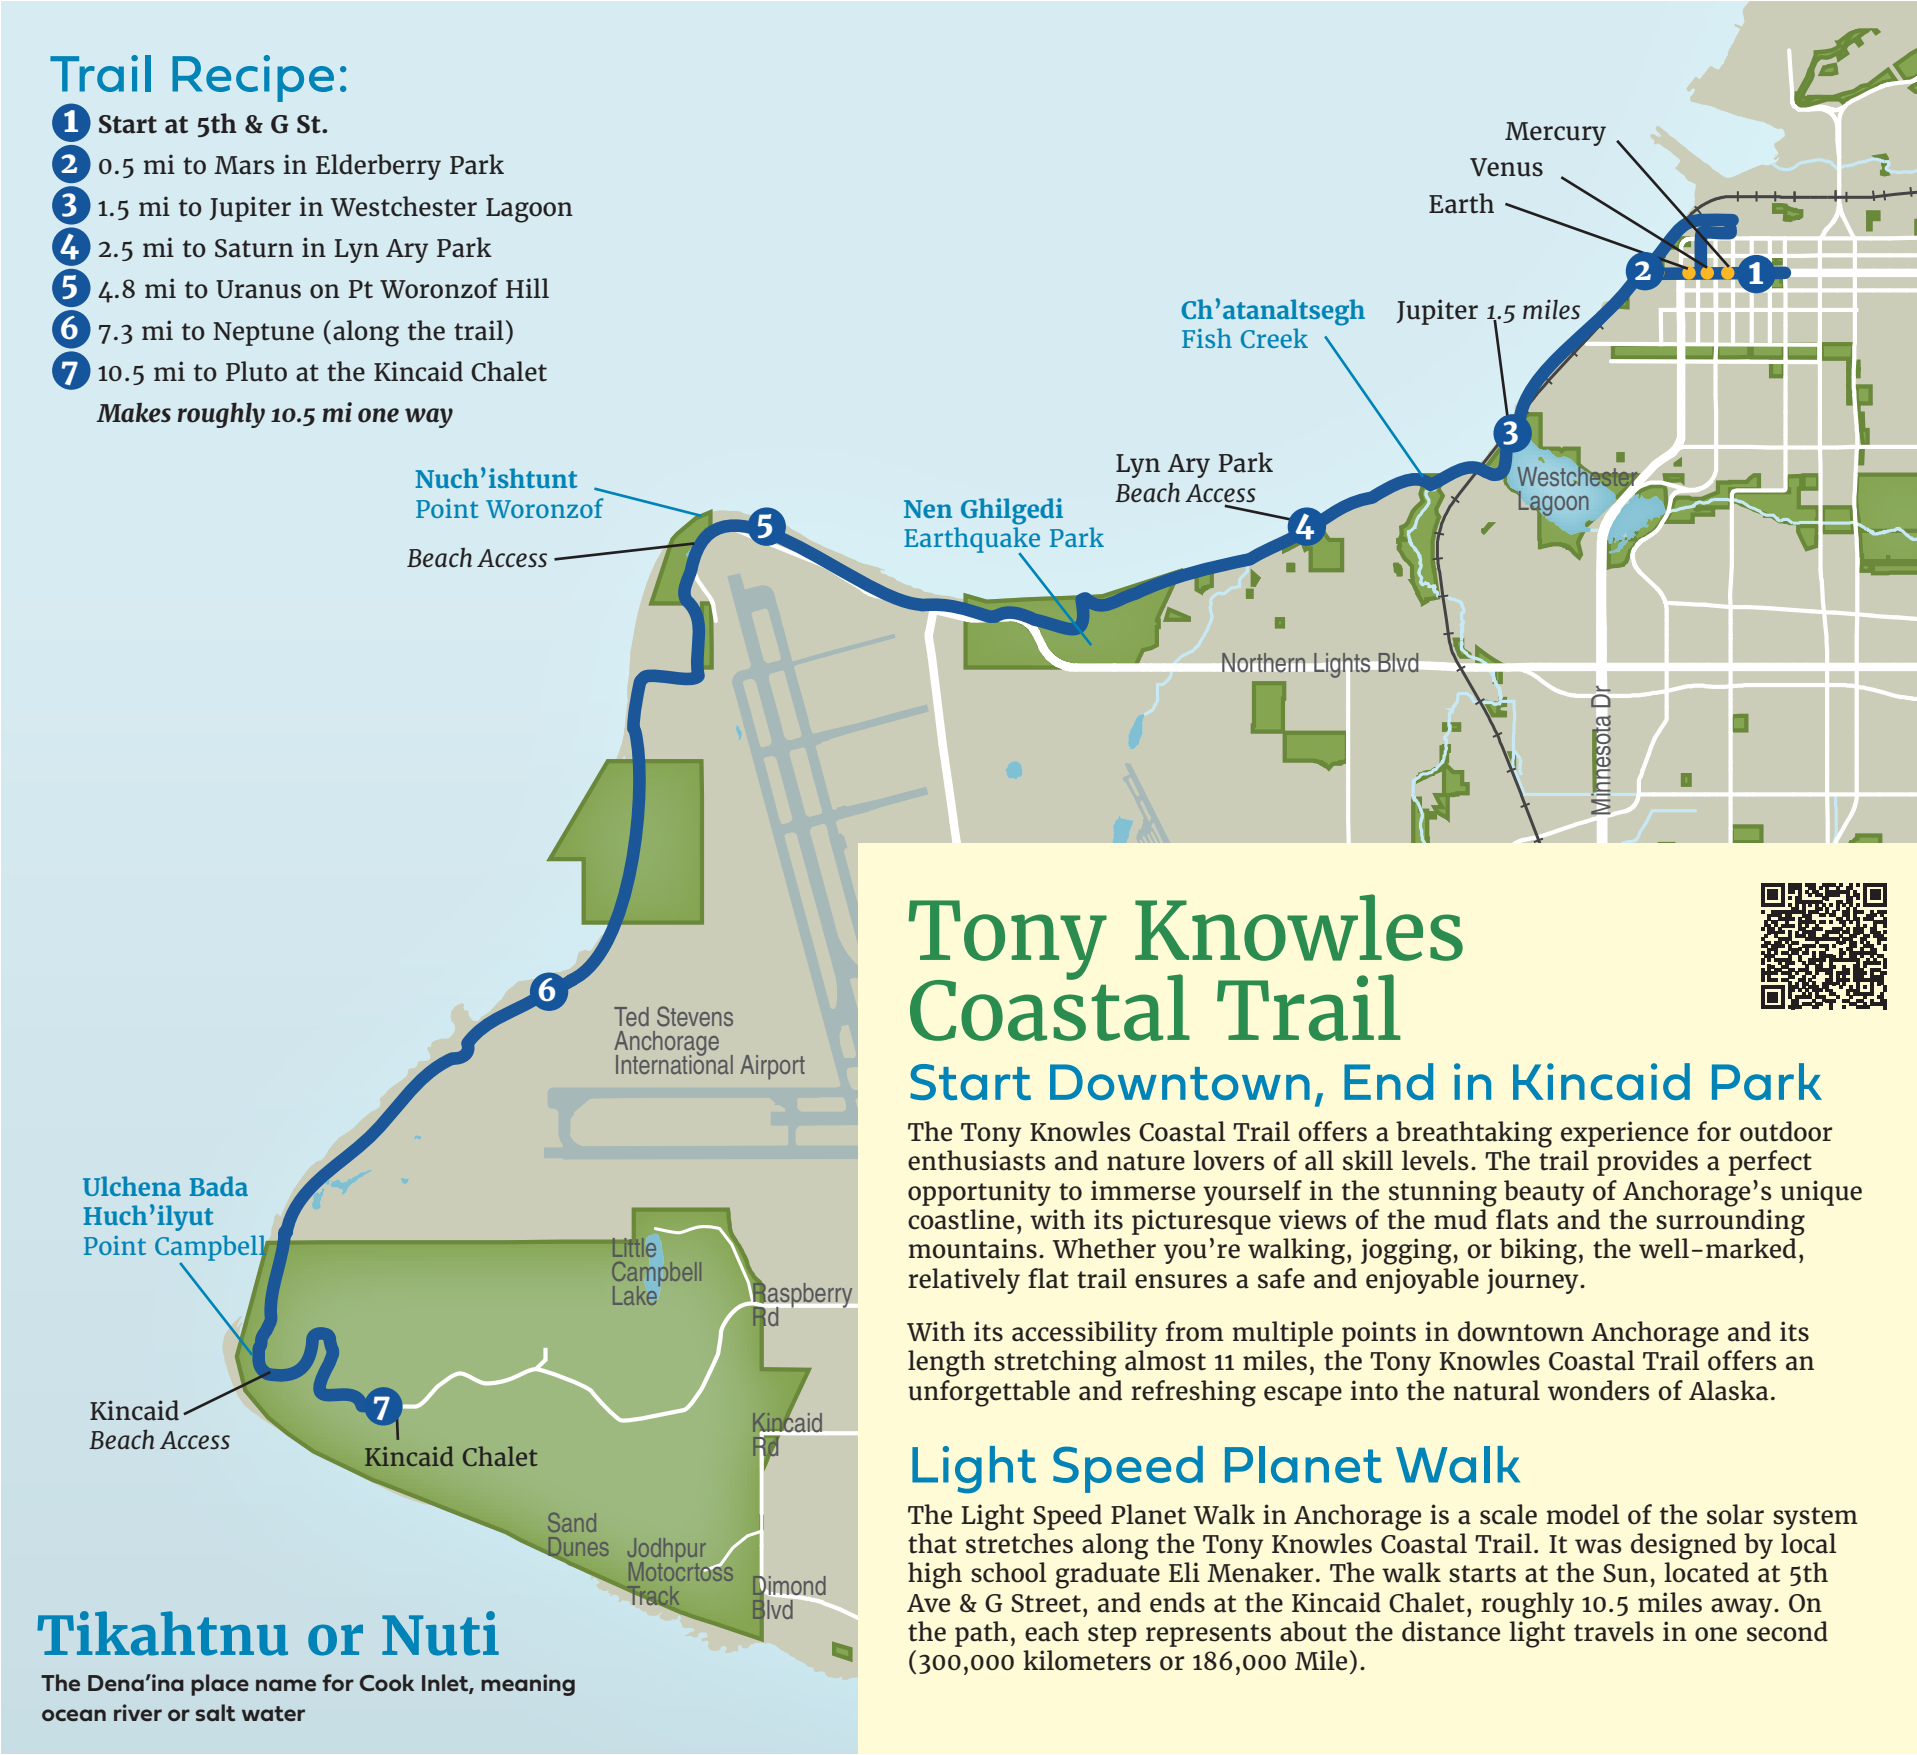 Trail Recipe:
1 Start at 5th & G St.
2 0.5 mi to Mars in Elderberry Park
3 1.5 mi to Jupiter in Westchester Lagoon
4 2.5 mi to Saturn in Lyn Ary Park
5 4.8 mi to Uranus on Pt Woronzof Hill
6 7.3 mi to Neptune (along the trail)
7 10.5 mi to Pluto at the Kincaid Chalet
Makes roughly 10.5 mi one way
Mercury
Venus
Earth
2
1
Ch'atanaltsegh
Fish Creek
Jupiter 1.5 miles
3
Westchester
Lagoon
Lyn Ary Park
Beach Access
4
Nuch'ishtunt
Point Woronzof
Beach Access
5
Nen Ghilgedi
Earthquake Park
Northern Lights Blvd
Minnesota Dr
6
Ted Stevens
Anchorage
International Airport
Ulchena Bada
Huch'ilyut
Point Campbell
Little
Campbell
Lake
Raspberry
Rd
Kincaid
Beach Access
7
Kincaid Chalet
Kincaid
Rd
Sand
Dunes
Jodhpur
Motocrtoss
Track
Dimond
Blvd
Tikahtnu or Nuti
The Dena'ina place name for Cook Inlet, meaning
ocean river or salt water
Tony Knowles
Coastal Trail
Start Downtown, End in Kincaid Park
The Tony Knowles Coastal Trail offers a breathtaking experience for outdoor
enthusiasts and nature lovers of all skill levels. The trail provides a perfect
opportunity to immerse yourself in the stunning beauty of Anchorage's unique
coastline, with its picturesque views of the mud flats and the surrounding
mountains. Whether you're walking, jogging, or biking, the well-marked,
relatively flat trail ensures a safe and enjoyable journey.
With its accessibility from multiple points in downtown Anchorage and its
length stretching almost 11 miles, the Tony Knowles Coastal Trail offers an
unforgettable and refreshing escape into the natural wonders of Alaska.
Light Speed Planet Walk
The Light Speed Planet Walk in Anchorage is a scale model of the solar system
that stretches along the Tony Knowles Coastal Trail. It was designed by local
high school graduate Eli Menaker. The walk starts at the Sun, located at 5th
Ave & G Street, and ends at the Kincaid Chalet, roughly 10.5 miles away. On
the path, each step represents about the distance light travels in one second
(300,000 kilometers or 186,000 Mile).